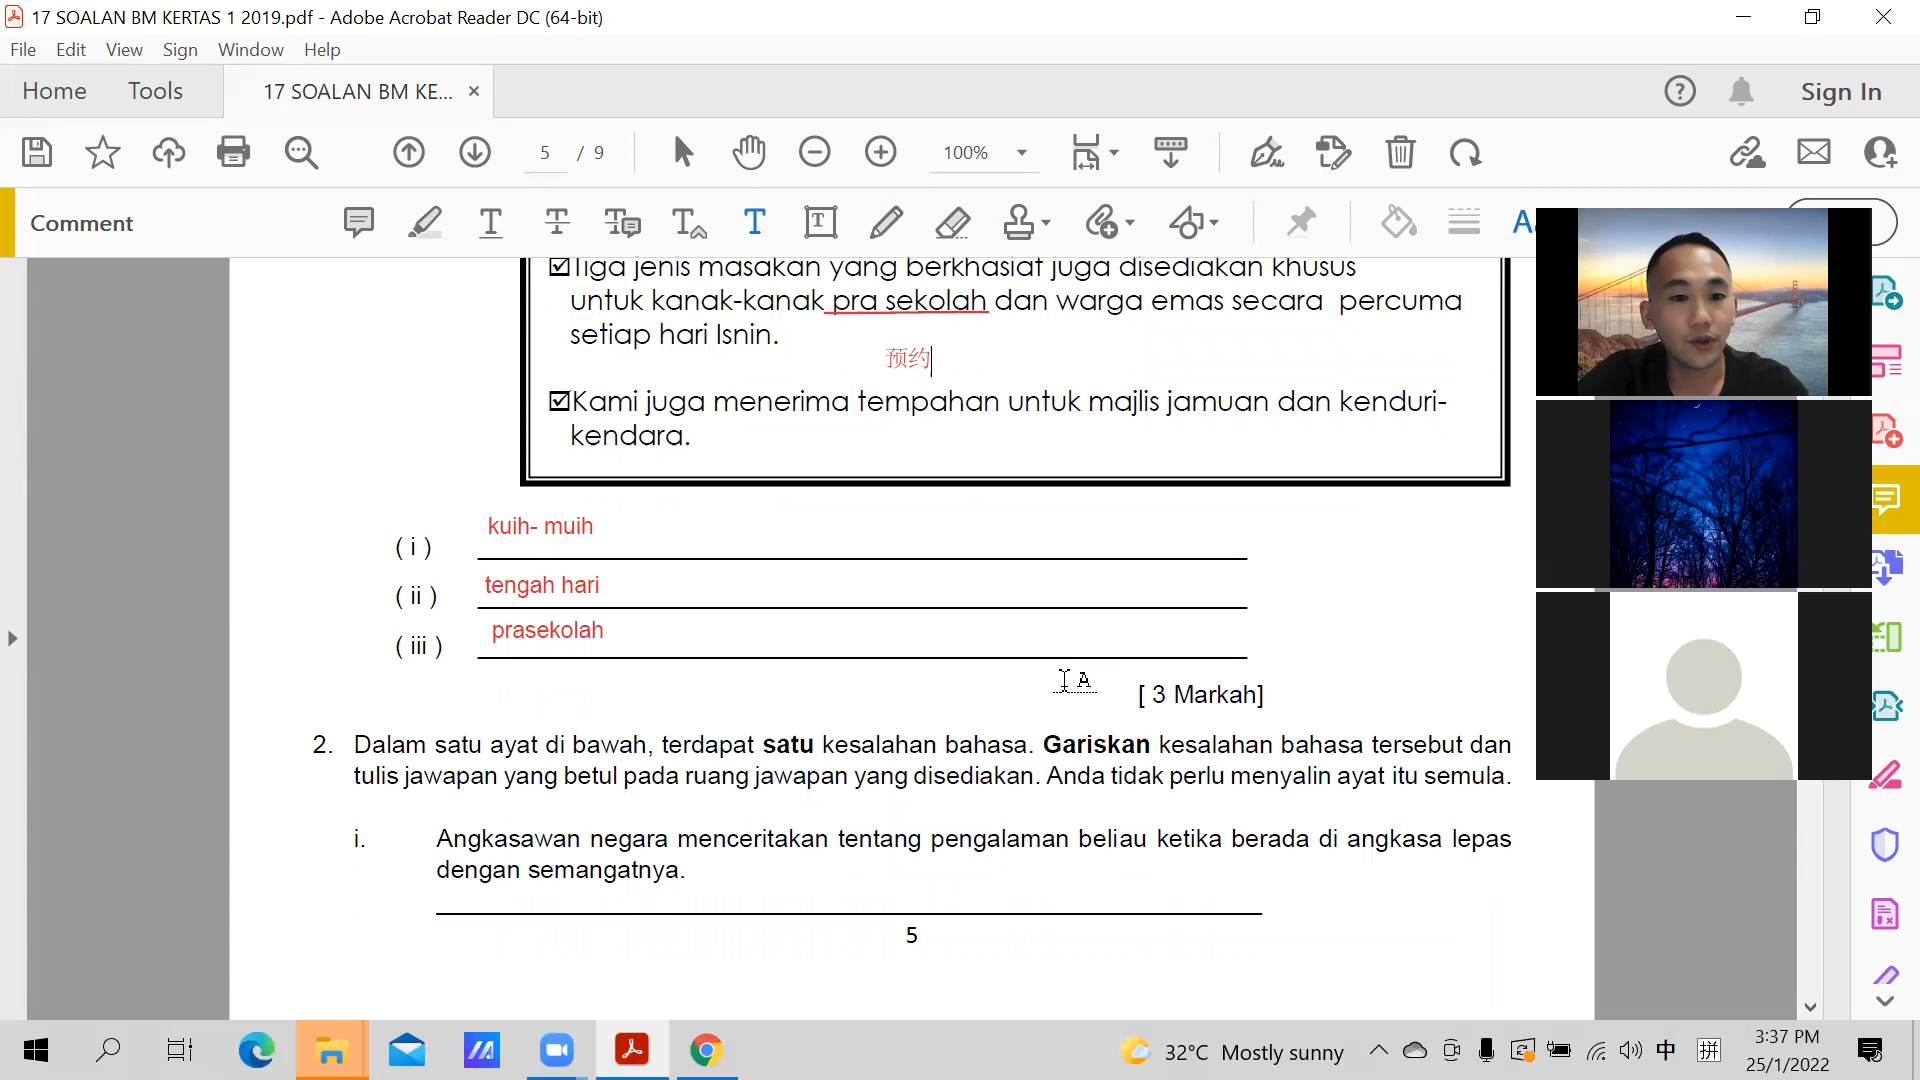 17 SOALAN BM KERTAS 1 2019.pdf - Adobe Acrobat Reader DC (64-bit)
File Edit View Sign Window Help
Home Tools 17 SOALAN BM KE... × Sign In
5 / 9 100%
Comment
☑Tiga jenis masakan yang berkhasiat juga disediakan khusus
untuk kanak-kanak pra sekolah dan warga emas secara percuma
setiap hari Isnin.
预约
☑Kami juga menerima tempahan untuk majlis jamuan dan kenduri-
kendara.
( i ) kuih- muih
( ii ) tengah hari
( iii ) prasekolah
[ 3 Markah]
2. Dalam satu ayat di bawah, terdapat satu kesalahan bahasa. Gariskan kesalahan bahasa tersebut dan
tulis jawapan yang betul pada ruang jawapan yang disediakan. Anda tidak perlu menyalin ayat itu semula.
i. Angkasawan negara menceritakan tentang pengalaman beliau ketika berada di angkasa lepas
dengan semangatnya.
5
32°C Mostly sunny 中 拼 3:37 PM
25/1/2022